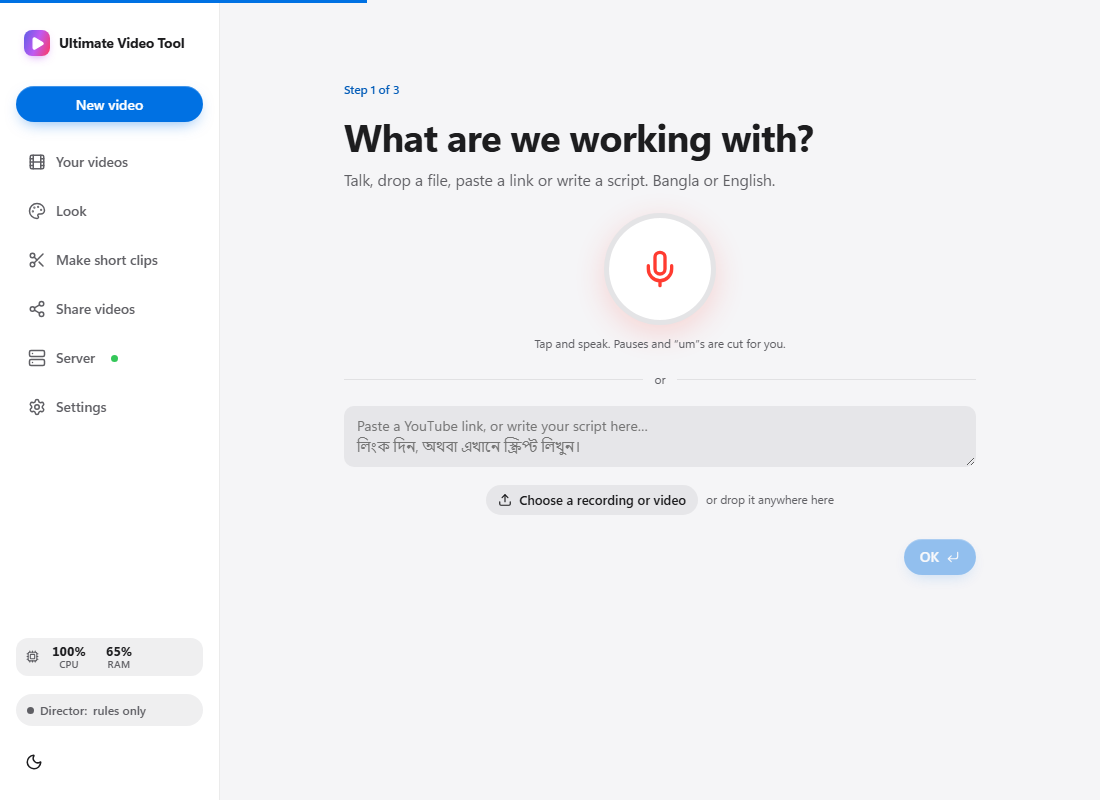 Ultimate Video Tool
New video
Your videos
Look
Make short clips
Share videos
Server
Settings
100% 65%
CPU RAM
Director: rules only
Step 1 of 3
What are we working with?
Talk, drop a file, paste a link or write a script. Bangla or English.
Tap and speak. Pauses and “um”s are cut for you.
or
Paste a YouTube link, or write your script here…
লিংক দিন, অথবা এখানে স্ক্রিপ্ট লিখুন।
Choose a recording or video or drop it anywhere here
OK